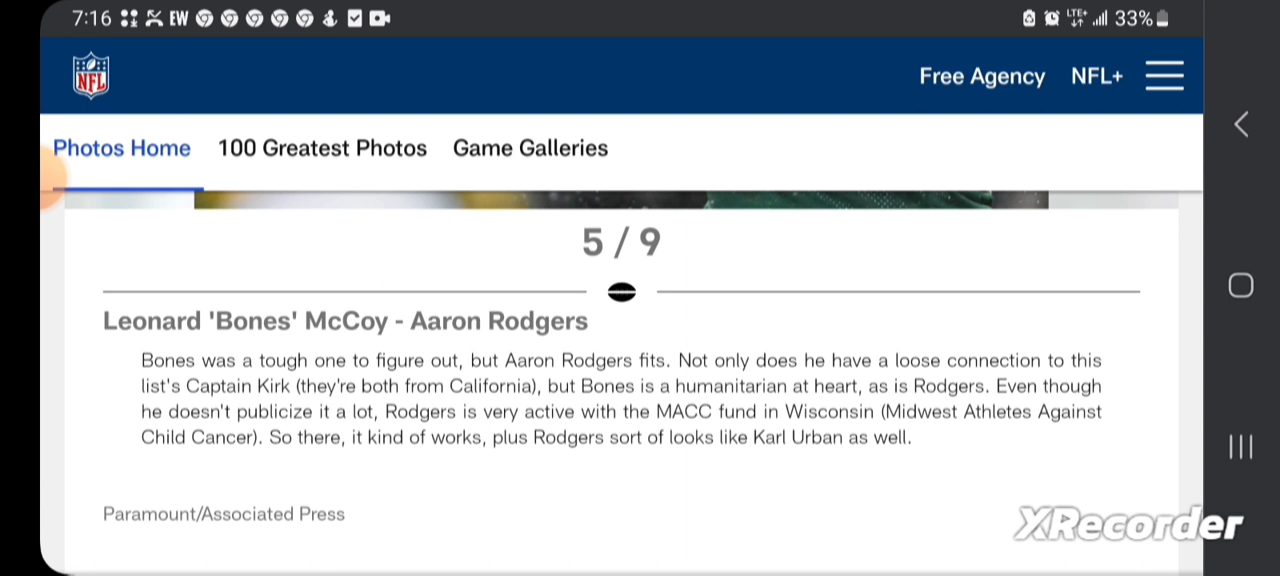 7:16 EW LTE+ 33%
NFL Free Agency NFL+
Photos Home 100 Greatest Photos Game Galleries
5 / 9
Leonard 'Bones' McCoy - Aaron Rodgers
Bones was a tough one to figure out, but Aaron Rodgers fits. Not only does he have a loose connection to this
list's Captain Kirk (they're both from California), but Bones is a humanitarian at heart, as is Rodgers. Even though
he doesn't publicize it a lot, Rodgers is very active with the MACC fund in Wisconsin (Midwest Athletes Against
Child Cancer). So there, it kind of works, plus Rodgers sort of looks like Karl Urban as well.
Paramount/Associated Press
XRecorder